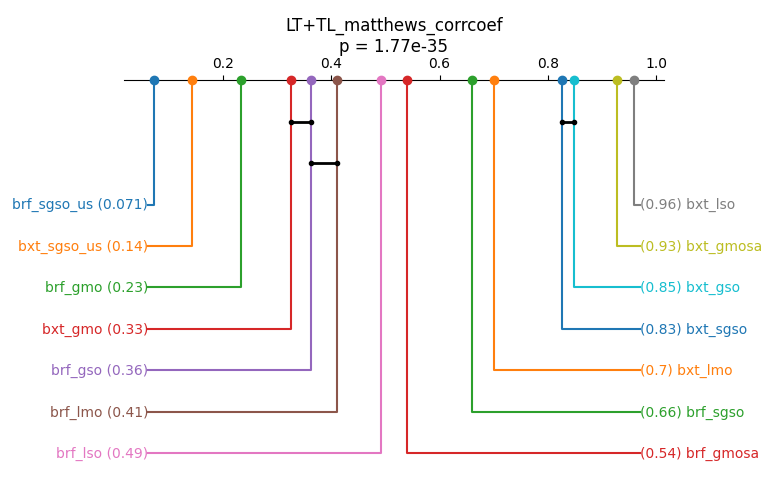 LT+TL_matthews_corrcoef
p = 1.77e-35
0.2 0.4 0.6 0.8 1.0
brf_sgso_us (0.071) (0.96) bxt_lso
bxt_sgso_us (0.14) (0.93) bxt_gmosa
brf_gmo (0.23) (0.85) bxt_gso
bxt_gmo (0.33) (0.83) bxt_sgso
brf_gso (0.36) (0.7) bxt_lmo
brf_lmo (0.41) (0.66) brf_sgso
brf_lso (0.49) (0.54) brf_gmosa